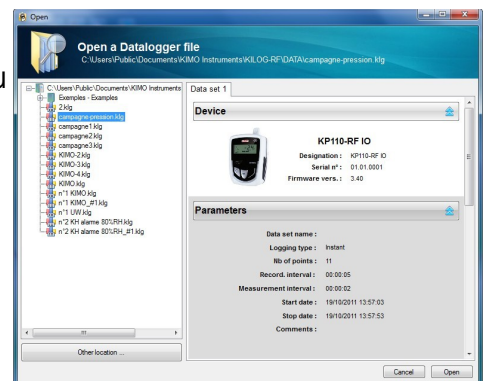 u
Open
Open a Datalogger file
C:\Users\Public\Documents\KIMO Instruments\KILOG-RF\DATA\campagne-pression.klg
C:\Users\Public\Documents\KIMO Instruments
Exemples - Examples
2.klg
campagne-pression.klg
campagne1.klg
campagne2.klg
campagne3.klg
KIMO-2.klg
KIMO-3.klg
KIMO-4.klg
KIMO.klg
n°1 KIMO.klg
n°1 KIMO_#1.klg
n°1 UW.klg
n°2 KH alarme 80%RH.klg
n°2 KH alarme 80%RH_#1.klg
Other location ...
Data set 1
Device
KP110-RF IO
Designation : KP110-RF IO
Serial n° : 01.01.0001
Firmware vers. : 3.40
Parameters
Data set name :
Logging type : Instant
Nb of points : 11
Record. interval : 00:00:05
Measurement interval : 00:00:02
Start date : 19/10/2011 13:57:03
Stop date : 19/10/2011 13:57:53
Comments :
Cancel Open